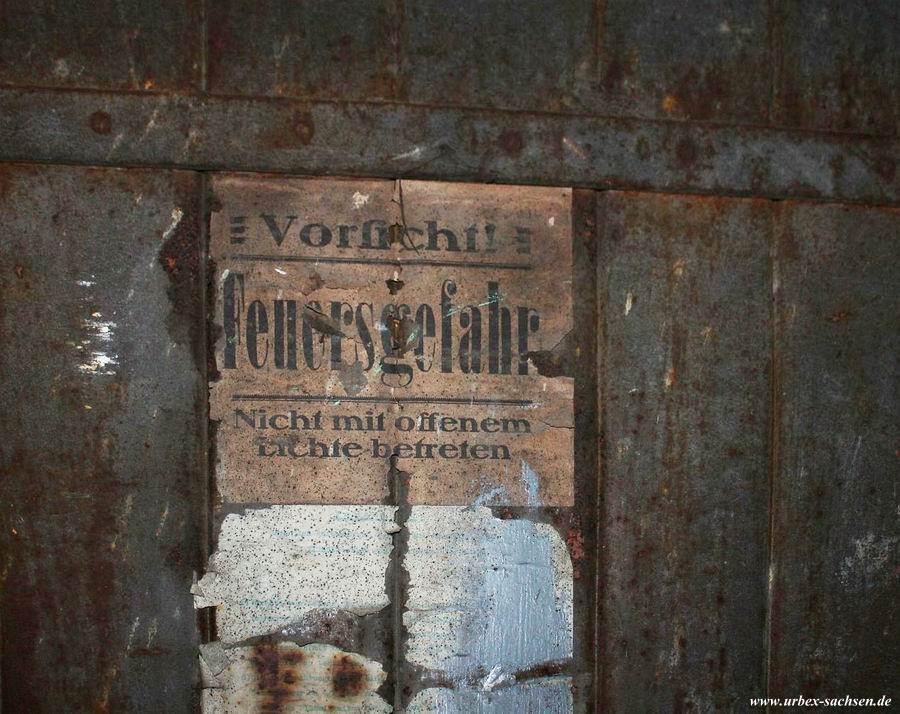 Vorsicht!
Feuersgefahr
Nicht mit offenem
Lichte betreten
www.urbex-sachsen.de